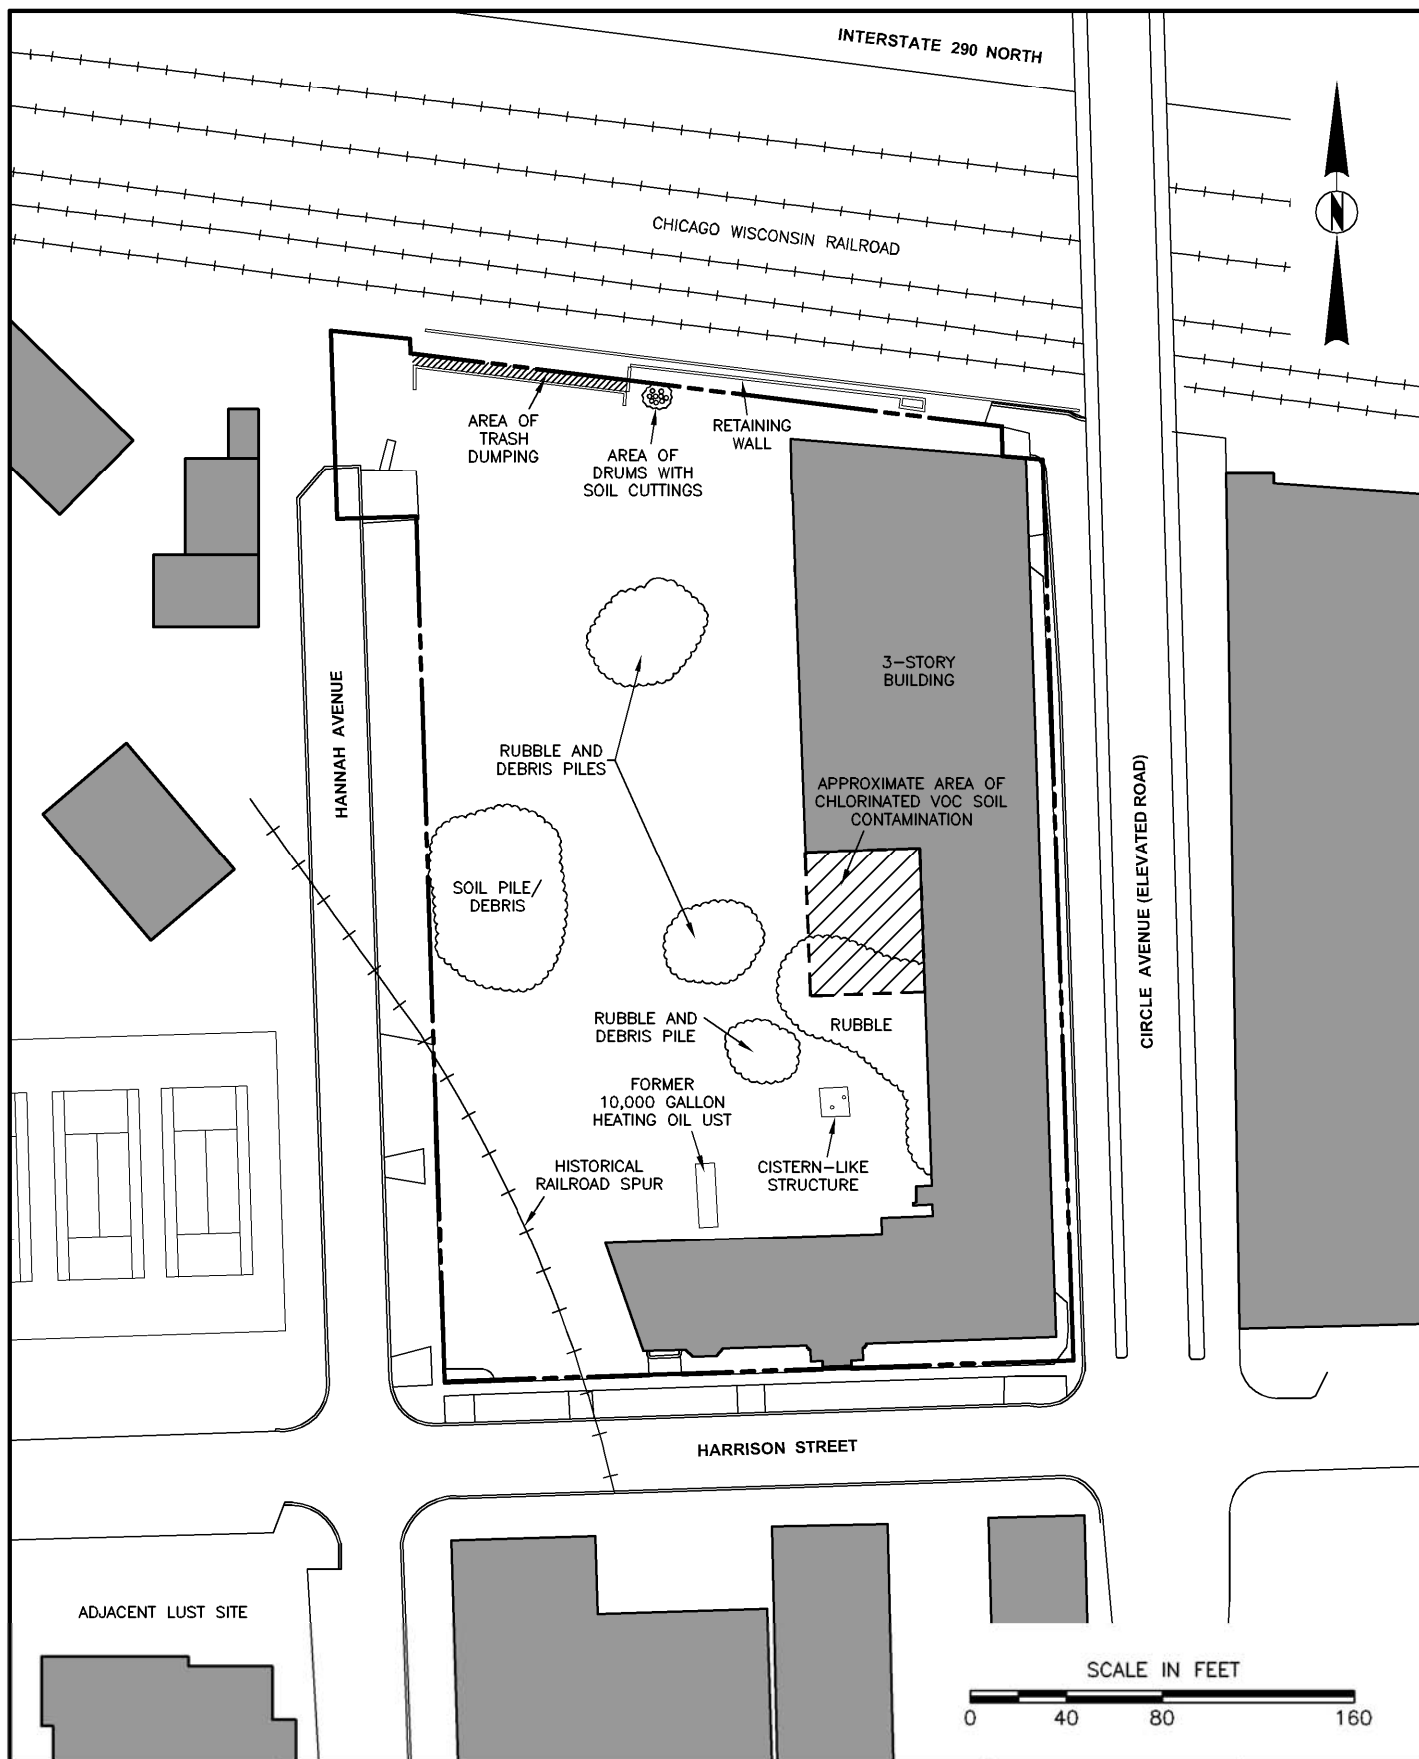 INTERSTATE 290 NORTH
N
CHICAGO WISCONSIN RAILROAD
AREA OF
TRASH
DUMPING
AREA OF
DRUMS WITH
SOIL CUTTINGS
RETAINING
WALL
3-STORY
BUILDING
HANNAH AVENUE
RUBBLE AND
DEBRIS PILES
APPROXIMATE AREA OF
CHLORINATED VOC SOIL
CONTAMINATION
CIRCLE AVENUE (ELEVATED ROAD)
SOIL PILE/
DEBRIS
RUBBLE AND
DEBRIS PILE
RUBBLE
FORMER
10,000 GALLON
HEATING OIL UST
HISTORICAL
RAILROAD SPUR
CISTERN-LIKE
STRUCTURE
HARRISON STREET
ADJACENT LUST SITE
SCALE IN FEET
0 40 80 160